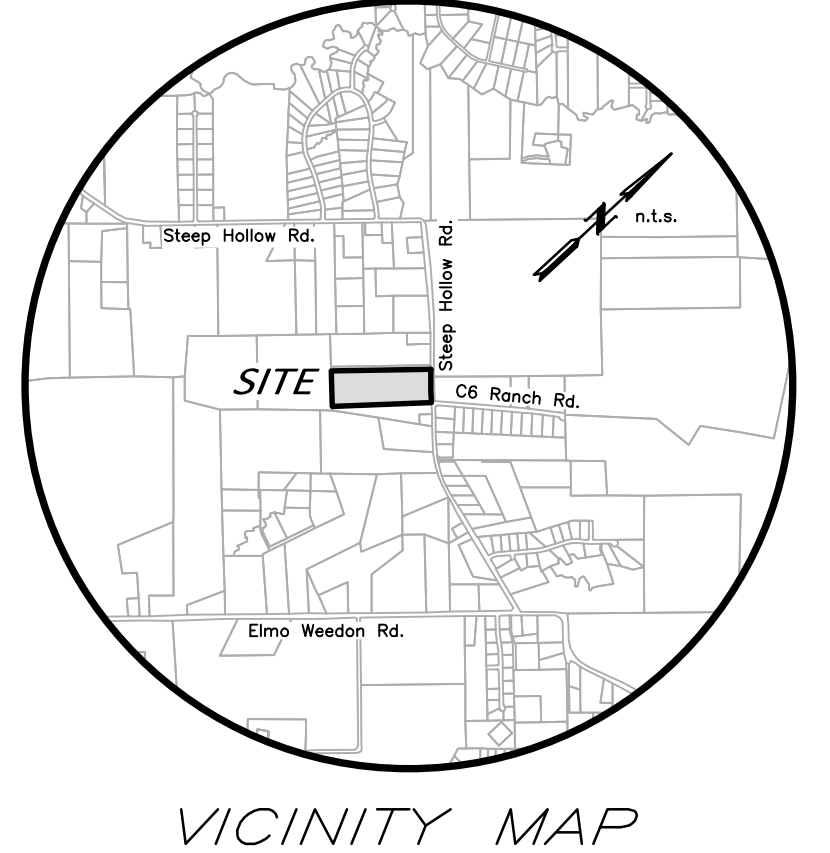 N
n.t.s.
Steep Hollow Rd.
Steep Hollow Rd.
SITE
C6 Ranch Rd.
Elmo Weedon Rd.
VICINITY MAP